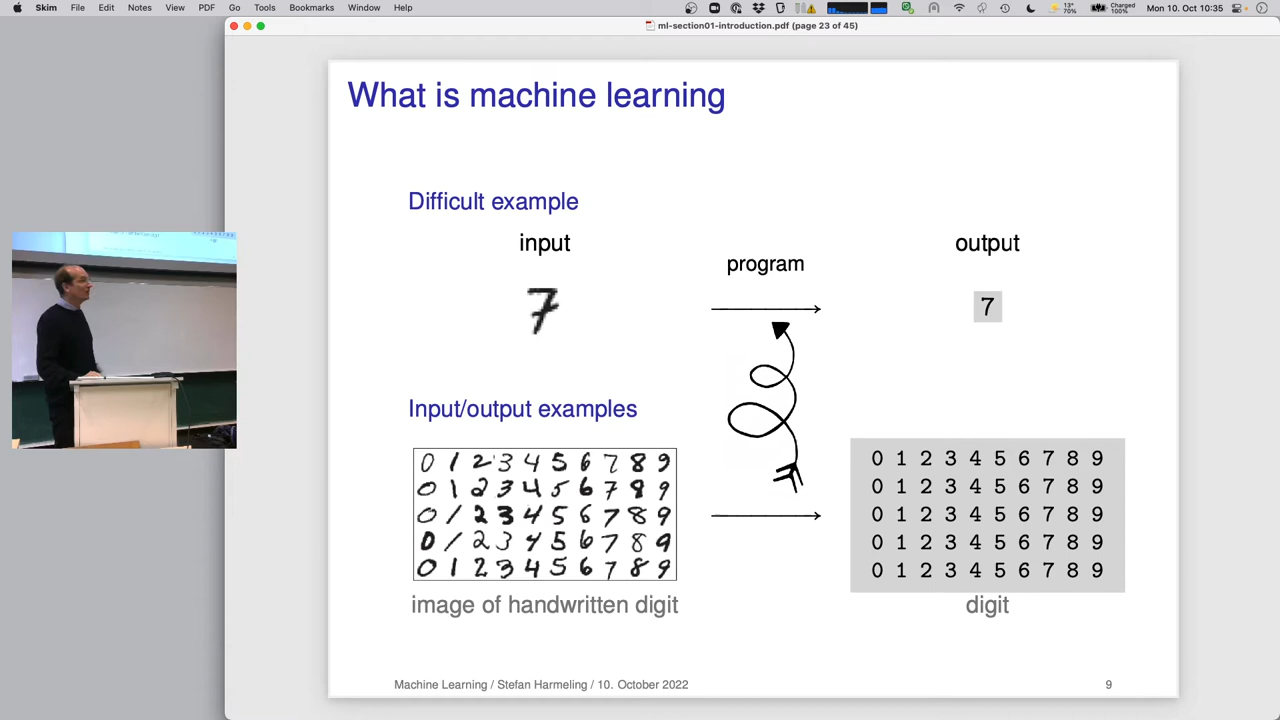 Skim File Edit View Go Tools Bookmarks Window Help 13° 70% Charged 100% Mon 10. Oct 10:35
ml-section01-introduction.pdf (page 23 of 45)
What is machine learning
Difficult example
input
program
output
7
7
Input/output examples
0 1 2 3 4 5 6 7 8 9
0 1 2 3 4 5 6 7 8 9
0 1 2 3 4 5 6 7 8 9
0 1 2 3 4 5 6 7 8 9
0 1 2 3 4 5 6 7 8 9
0 1 2 3 4 5 6 7 8 9
0 1 2 3 4 5 6 7 8 9
0 1 2 3 4 5 6 7 8 9
0 1 2 3 4 5 6 7 8 9
0 1 2 3 4 5 6 7 8 9
image of handwritten digit
digit
Machine Learning / Stefan Harmeling / 10. October 2022 9